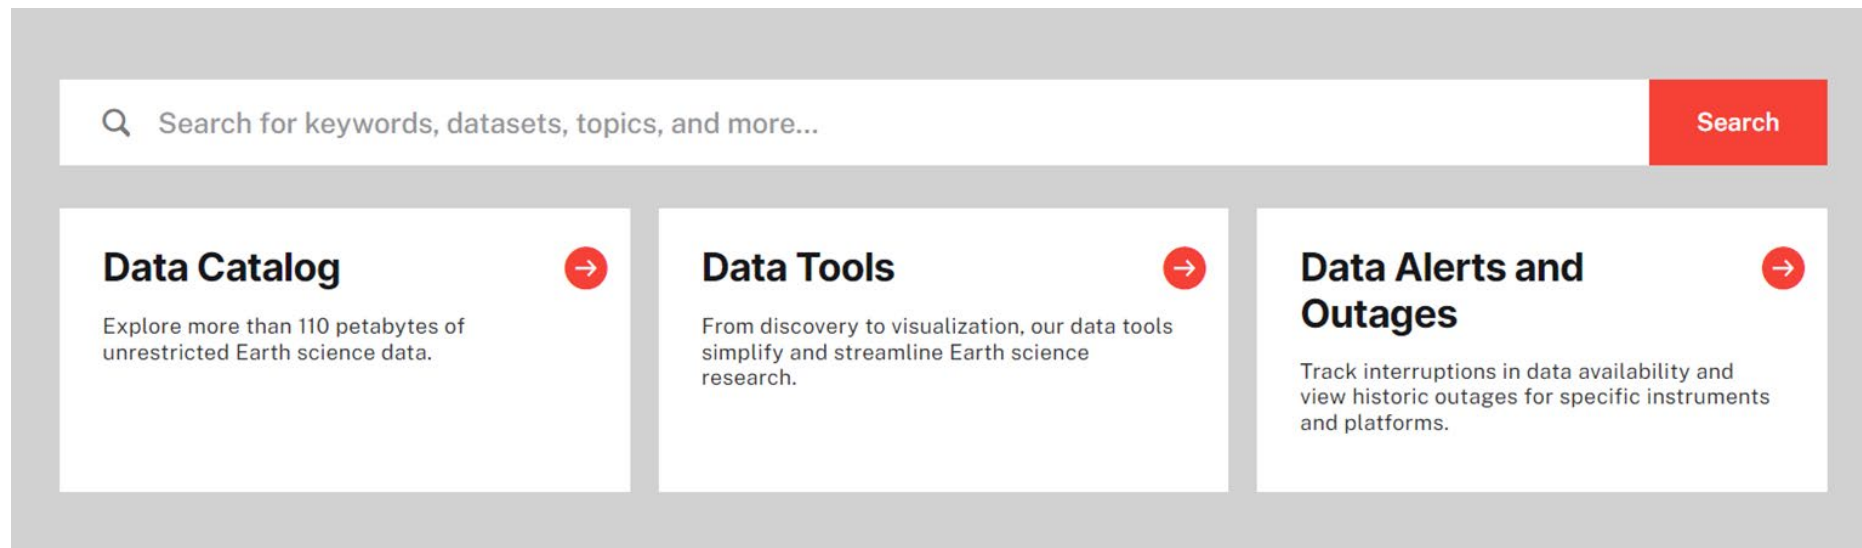 Search for keywords, datasets, topics, and more...
Search
Data Catalog
Explore more than 110 petabytes of
unrestricted Earth science data.
Data Tools
From discovery to visualization, our data tools
simplify and streamline Earth science
research.
Data Alerts and
Outages
Track interruptions in data availability and
view historic outages for specific instruments
and platforms.